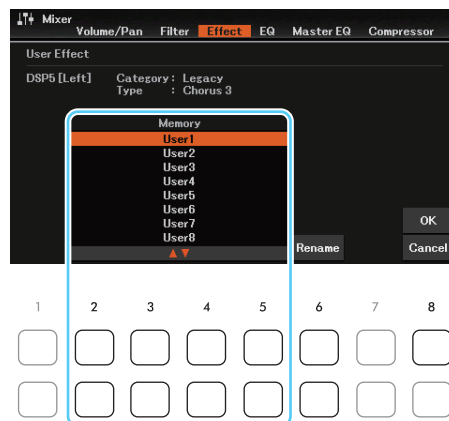 Mixer
Volume/Pan Filter Effect EQ Master EQ Compressor
User Effect
DSP5 [Left] Category : Legacy
Type : Chorus 3
Memory
User1
User2
User3
User4
User5
User6
User7
User8
OK
Rename Cancel
1 2 3 4 5 6 7 8